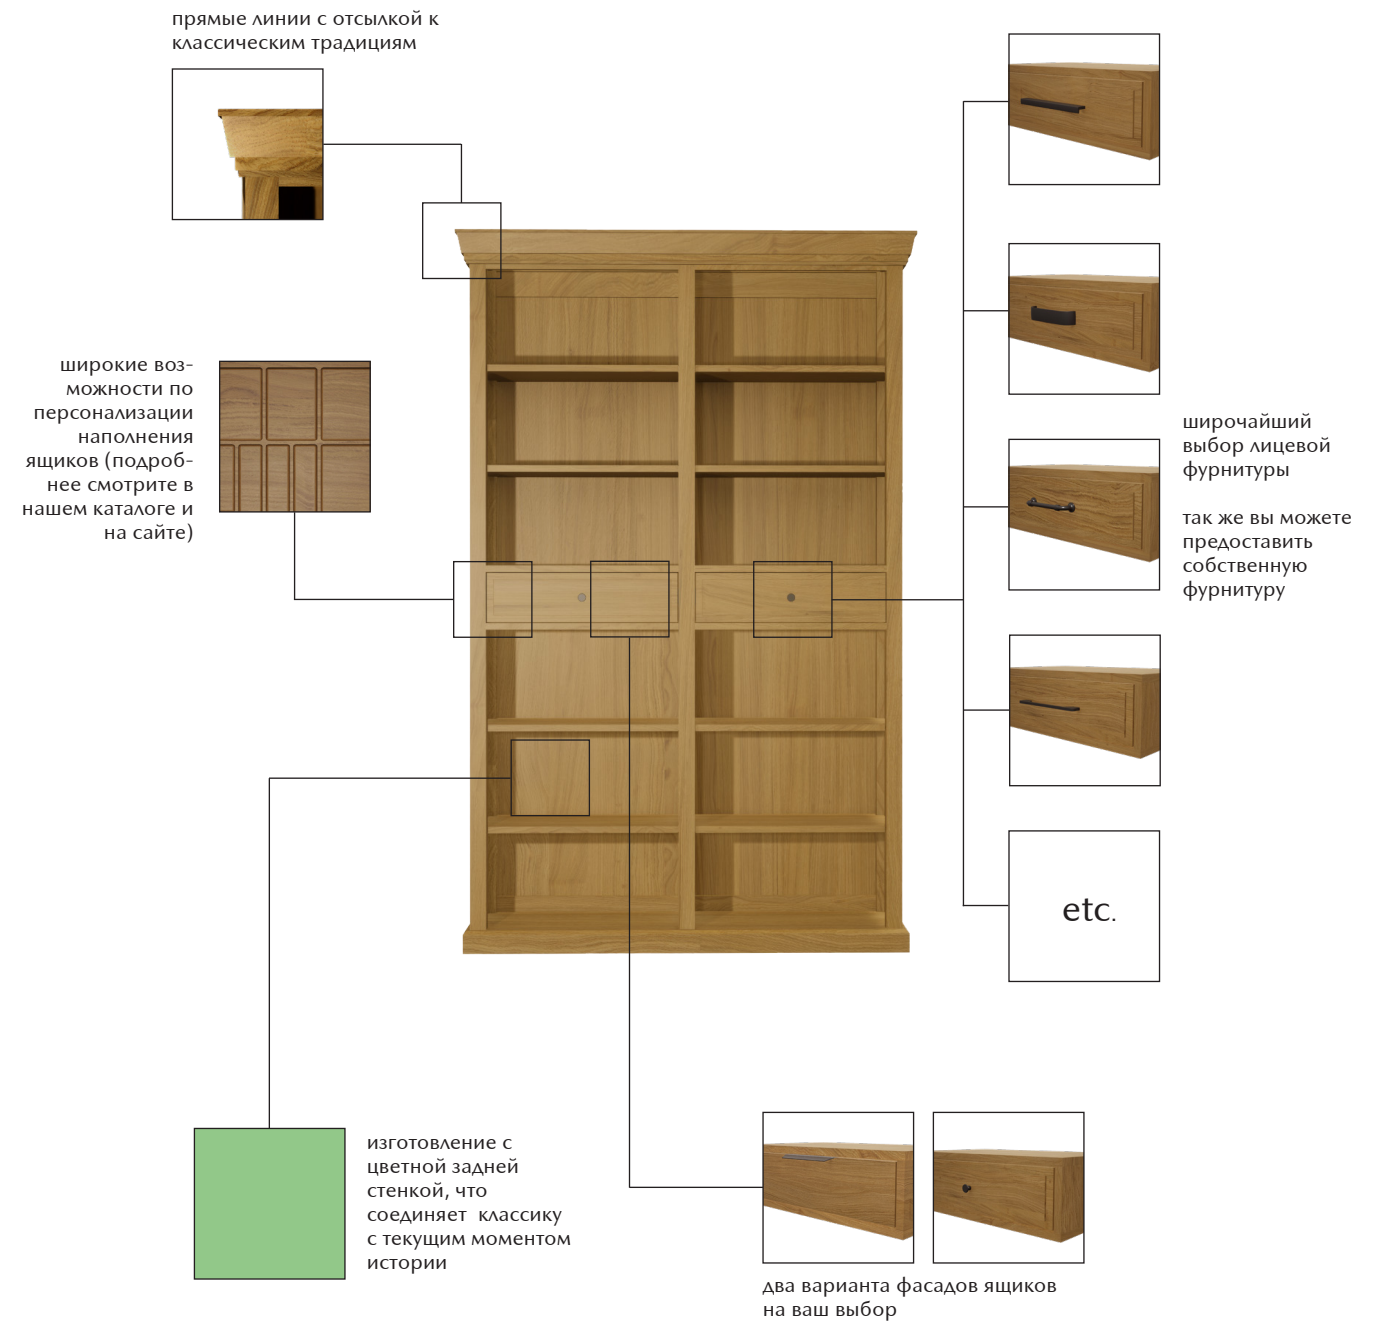 прямые линии с отсылкой к
классическим традициям
широкие воз-
можности по
персонализации
наполнения
ящиков (подроб-
нее смотрите в
нашем каталоге и
на сайте)
широчайший
выбор лицевой
фурнитуры
так же вы можете
предоставить
собственную
фурнитуру
etc.
изготовление с
цветной задней
стенкой, что
соединяет классику
с текущим моментом
истории
два варианта фасадов ящиков
на ваш выбор